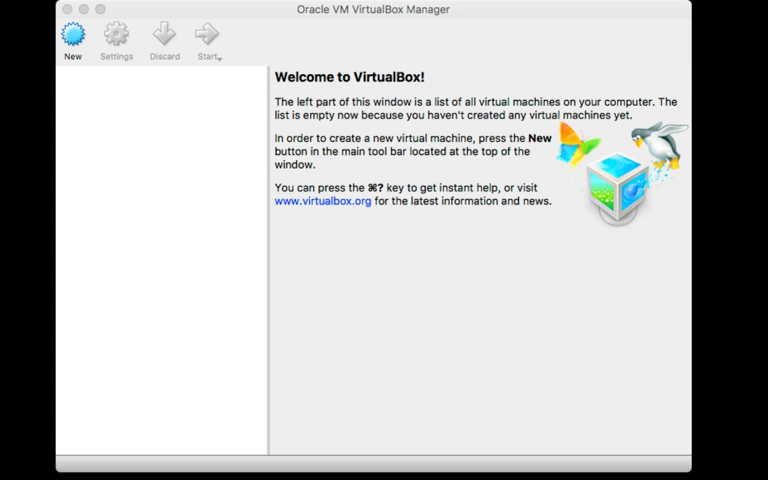 Oracle VM VirtualBox Manager
New
Settings
Discard
Start
Welcome to VirtualBox!
The left part of this window is a list of all virtual machines on your computer. The
list is empty now because you haven't created any virtual machines yet.
In order to create a new virtual machine, press the New
button in the main tool bar located at the top of the
window.
You can press the ⌘? key to get instant help, or visit
www.virtualbox.org for the latest information and news.